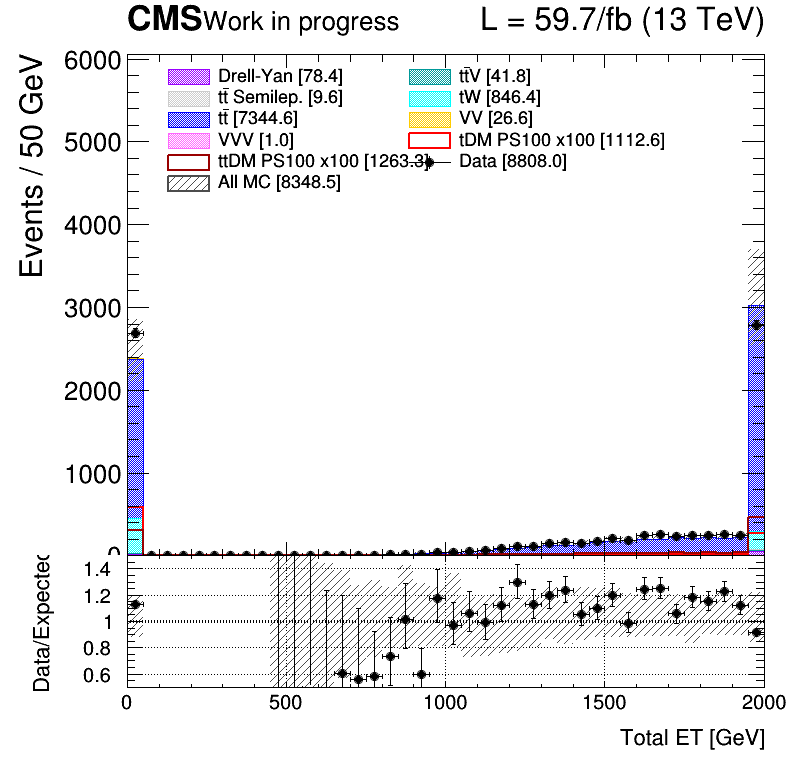 CMS Work in progress L = 59.7/fb (13 TeV)
Events / 50 GeV
6000
5000
4000
3000
2000
1000
0
Drell-Yan [78.4]
tt̄V [41.8]
tt̄ Semilep. [9.6]
tW [846.4]
tt̄ [7344.6]
VV [26.6]
VVV [1.0]
tDM PS100 x100 [1112.6]
ttDM PS100 x100 [1263.3]
Data [8808.0]
All MC [8348.5]
Data/Expected
1.4
1.2
1
0.8
0.6
0 500 1000 1500 2000
Total ET [GeV]